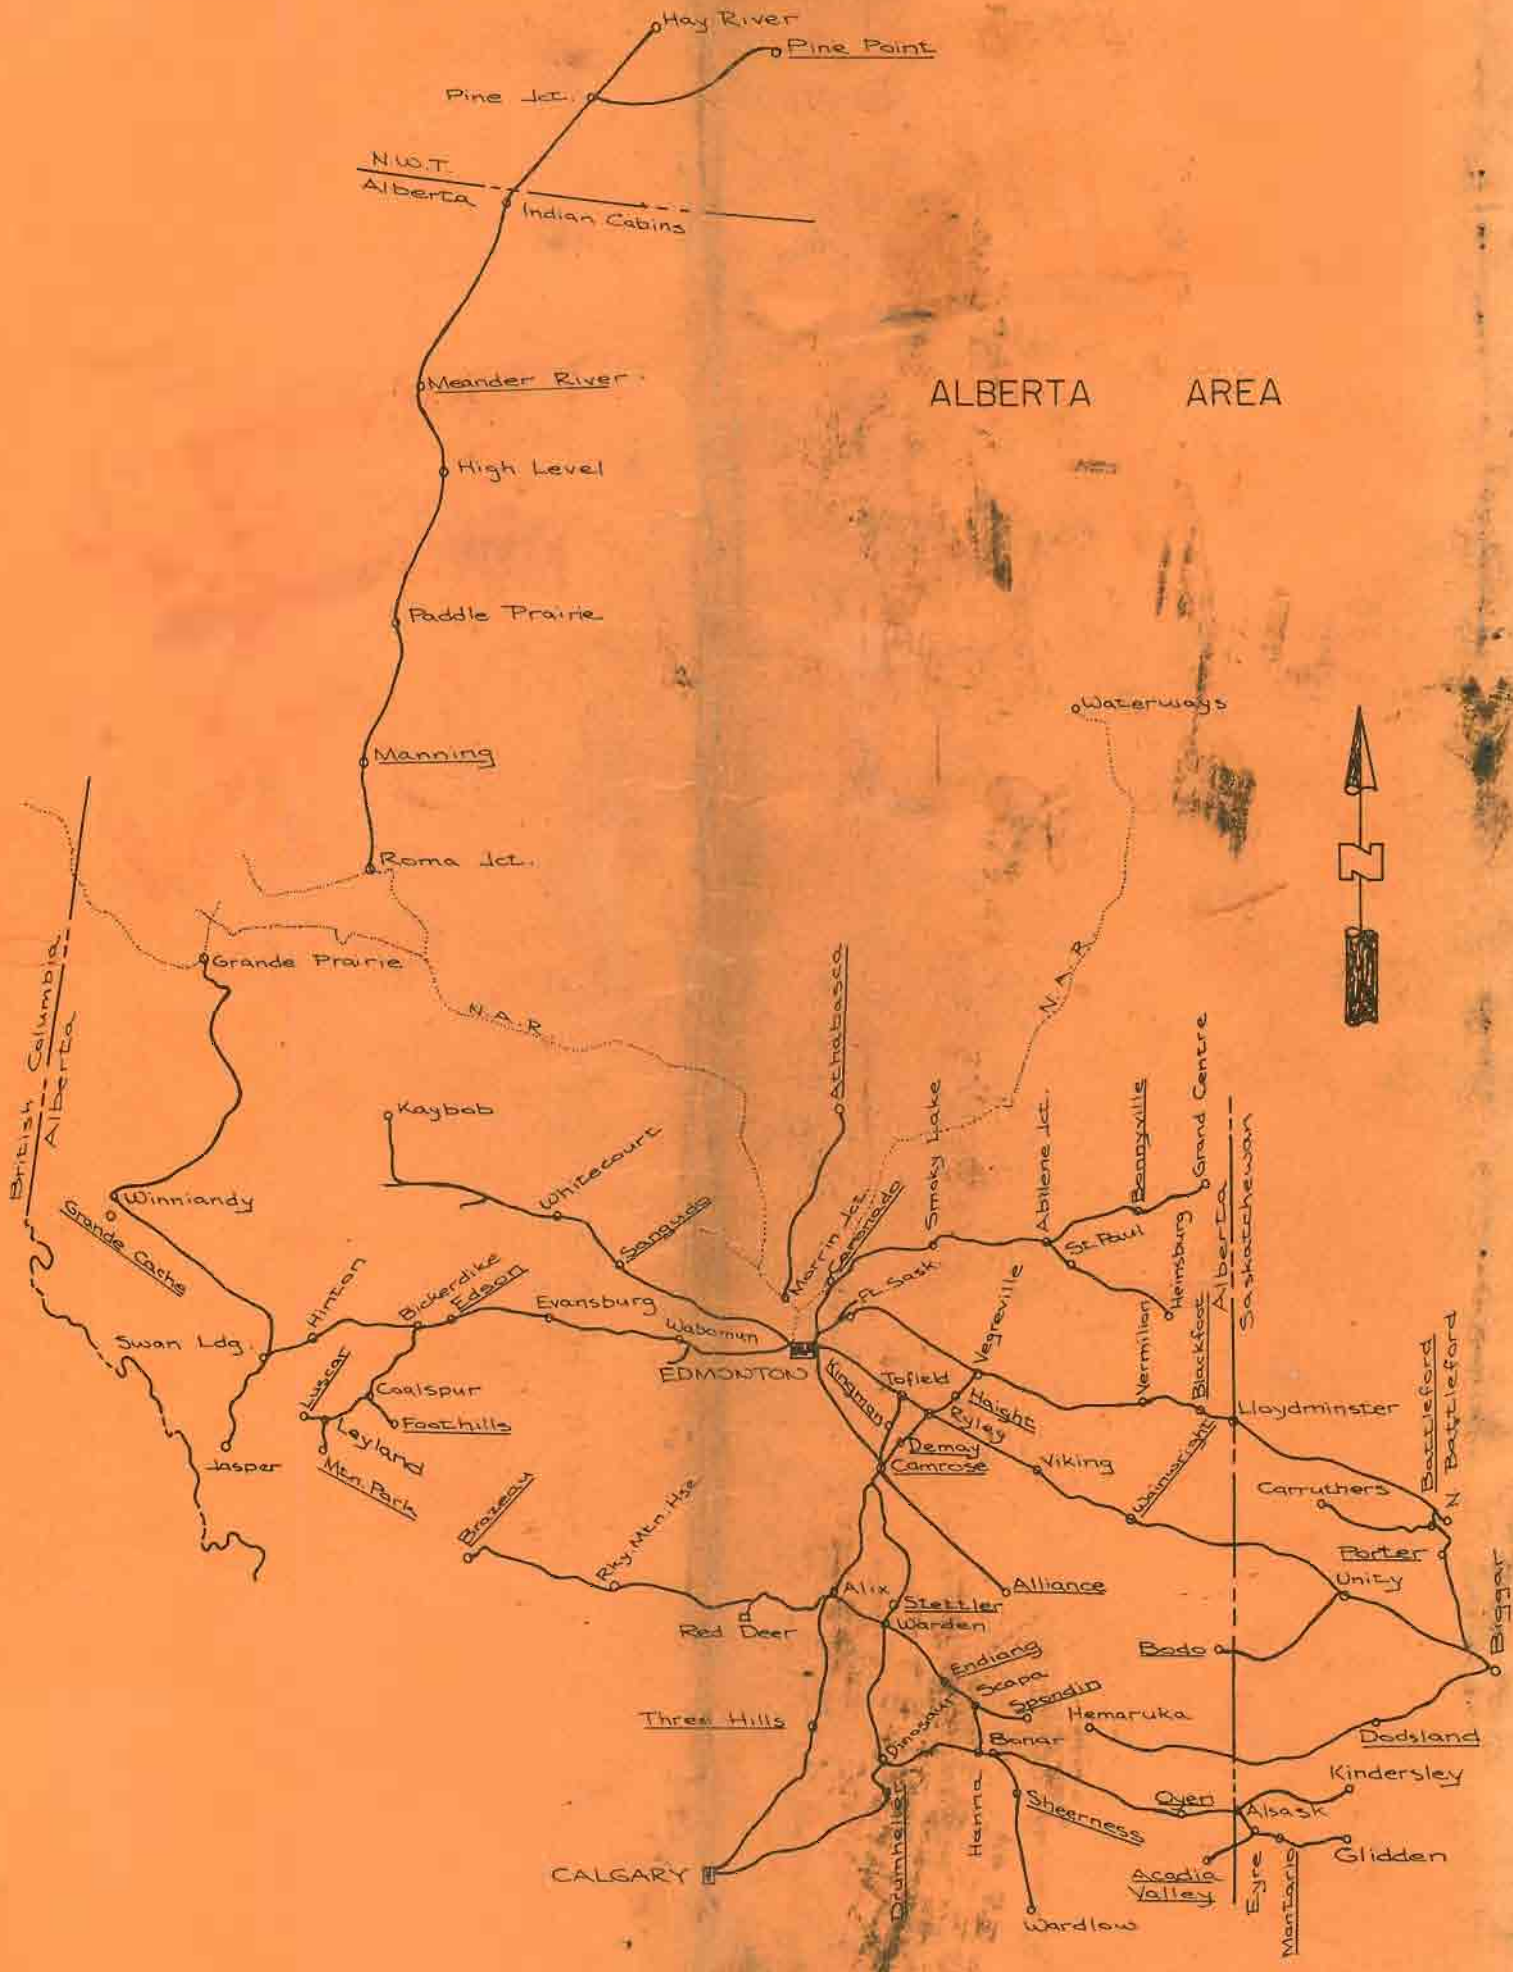 Hay River
Pine Point
Pine Jct.
N.W.T.
Alberta
Indian Cabins
Meander River
ALBERTA AREA
High Level
Paddle Prairie
Waterways
Manning
Roma Jct.
N
British Columbia
Alberta
Grande Prairie
N.A.R.
N.A.R.
Athabasca
Kaybob
Whitecourt
Sangudo
Morrin Jct.
Carbonado
Smoky Lake
Abilene Jct.
Bonnyville
Grand Centre
St. Paul
Heinsburg
Alberta
Saskatchewan
Winniandy
Grande Cache
Swan Ldg.
Hinton
Bickerdike
Edson
Evansburg
Wabamun
EDMONTON
Ft. Sask.
Vegreville
Vermilion
Blackfoot
Lloydminster
Battleford
N. Battleford
Luscar
Coalspur
Foothills
Leyland
Mtn. Park
Jasper
Kingman
Tofield
Haight
Ryley
Demay
Camrose
Viking
Wainwright
Carruthers
Porter
Unity
Biggar
Brazeau
Rky. Mtn. Hse
Red Deer
Alix
Stettler
Warden
Alliance
Bodo
Endiang
Scapa
Spondin
Hemaruka
Dodsland
Three Hills
Dinosaur
Bonar
Kindersley
Oyen
Alsask
Sheerness
Hanna
Drumheller
CALGARY
Acadia
Valley
Eyre
Mantario
Glidden
Wardlow